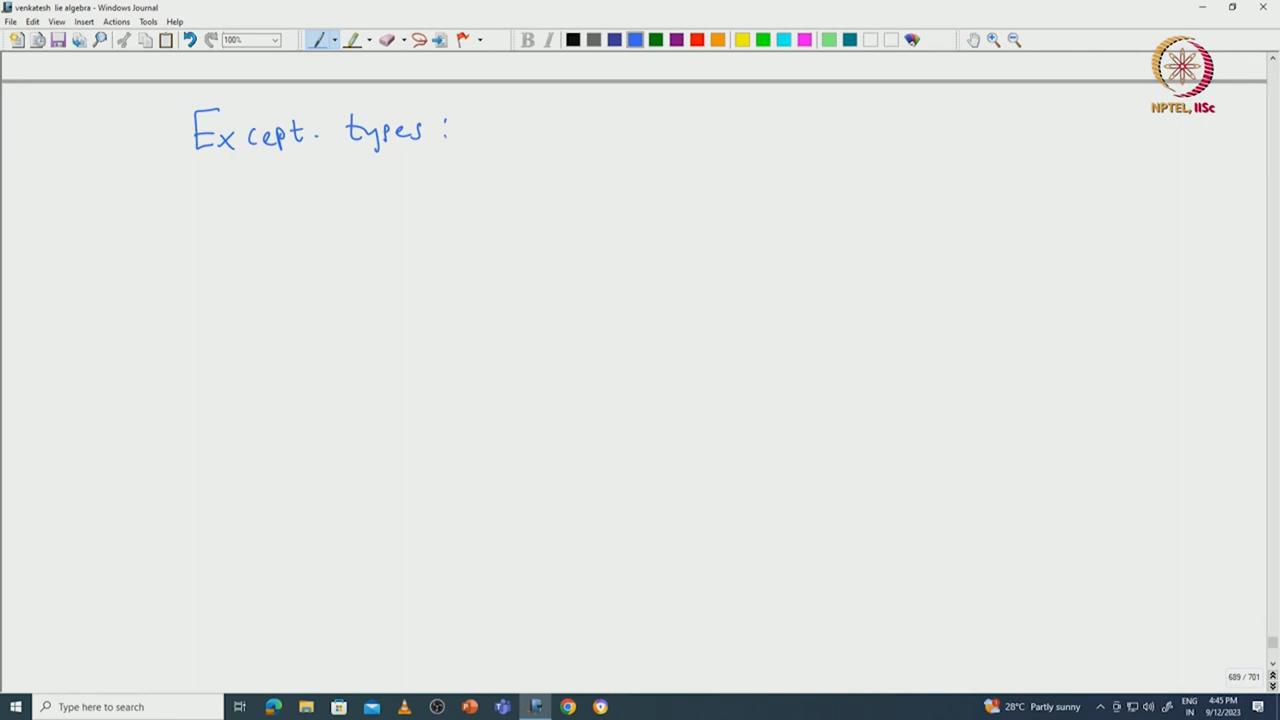 venkatesh lie algebra - Windows Journal
File Edit View Insert Actions Tools Help
100% B I
NPTEL, IISc
Except. types :
689 / 701
Type here to search
28°C Partly sunny
ENG
IN
4:45 PM
9/12/2023